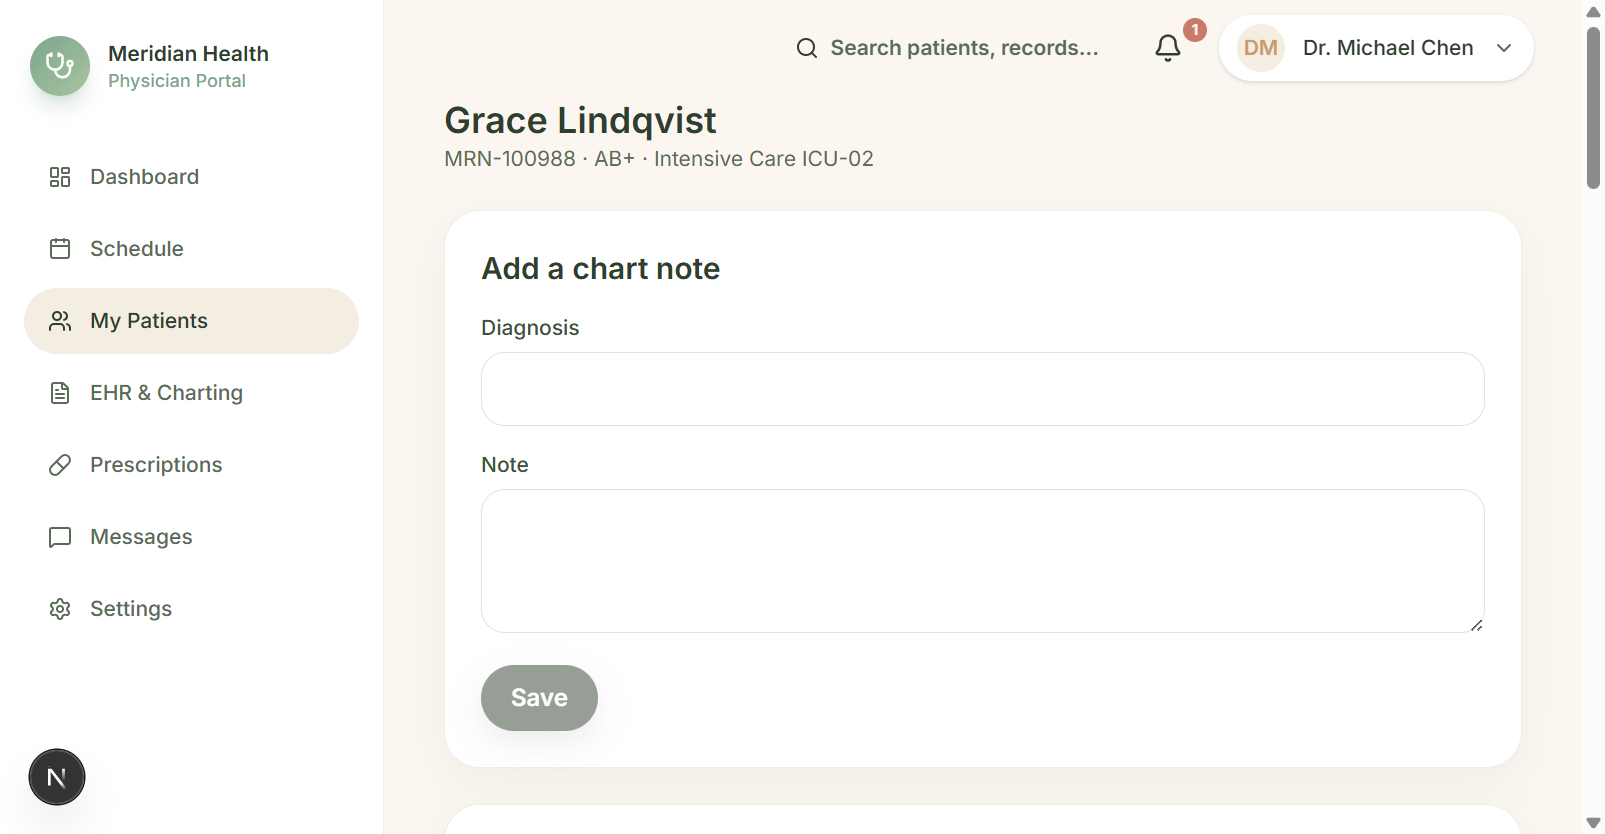 Meridian Health
Physician Portal
Dashboard
Schedule
My Patients
EHR & Charting
Prescriptions
Messages
Settings
N
Search patients, records...
1
DM
Dr. Michael Chen
Grace Lindqvist
MRN-100988 · AB+ · Intensive Care ICU-02
Add a chart note
Diagnosis
Note
Save